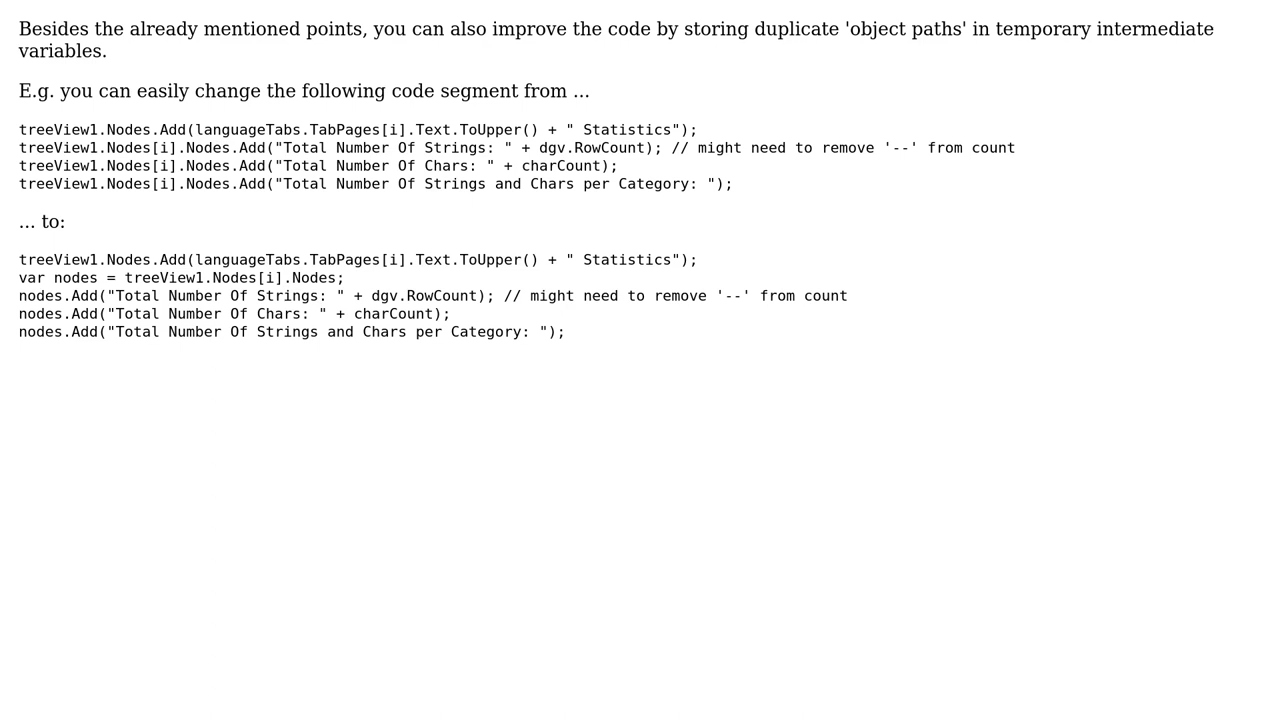 Besides the already mentioned points, you can also improve the code by storing duplicate 'object paths' in temporary intermediate
variables.
E.g. you can easily change the following code segment from ...
treeView1.Nodes.Add(languageTabs.TabPages[i].Text.ToUpper() + " Statistics");
treeView1.Nodes[i].Nodes.Add("Total Number Of Strings: " + dgv.RowCount); // might need to remove '--' from count
treeView1.Nodes[i].Nodes.Add("Total Number Of Chars: " + charCount);
treeView1.Nodes[i].Nodes.Add("Total Number Of Strings and Chars per Category: ");
... to:
treeView1.Nodes.Add(languageTabs.TabPages[i].Text.ToUpper() + " Statistics");
var nodes = treeView1.Nodes[i].Nodes;
nodes.Add("Total Number Of Strings: " + dgv.RowCount); // might need to remove '--' from count
nodes.Add("Total Number Of Chars: " + charCount);
nodes.Add("Total Number Of Strings and Chars per Category: ");